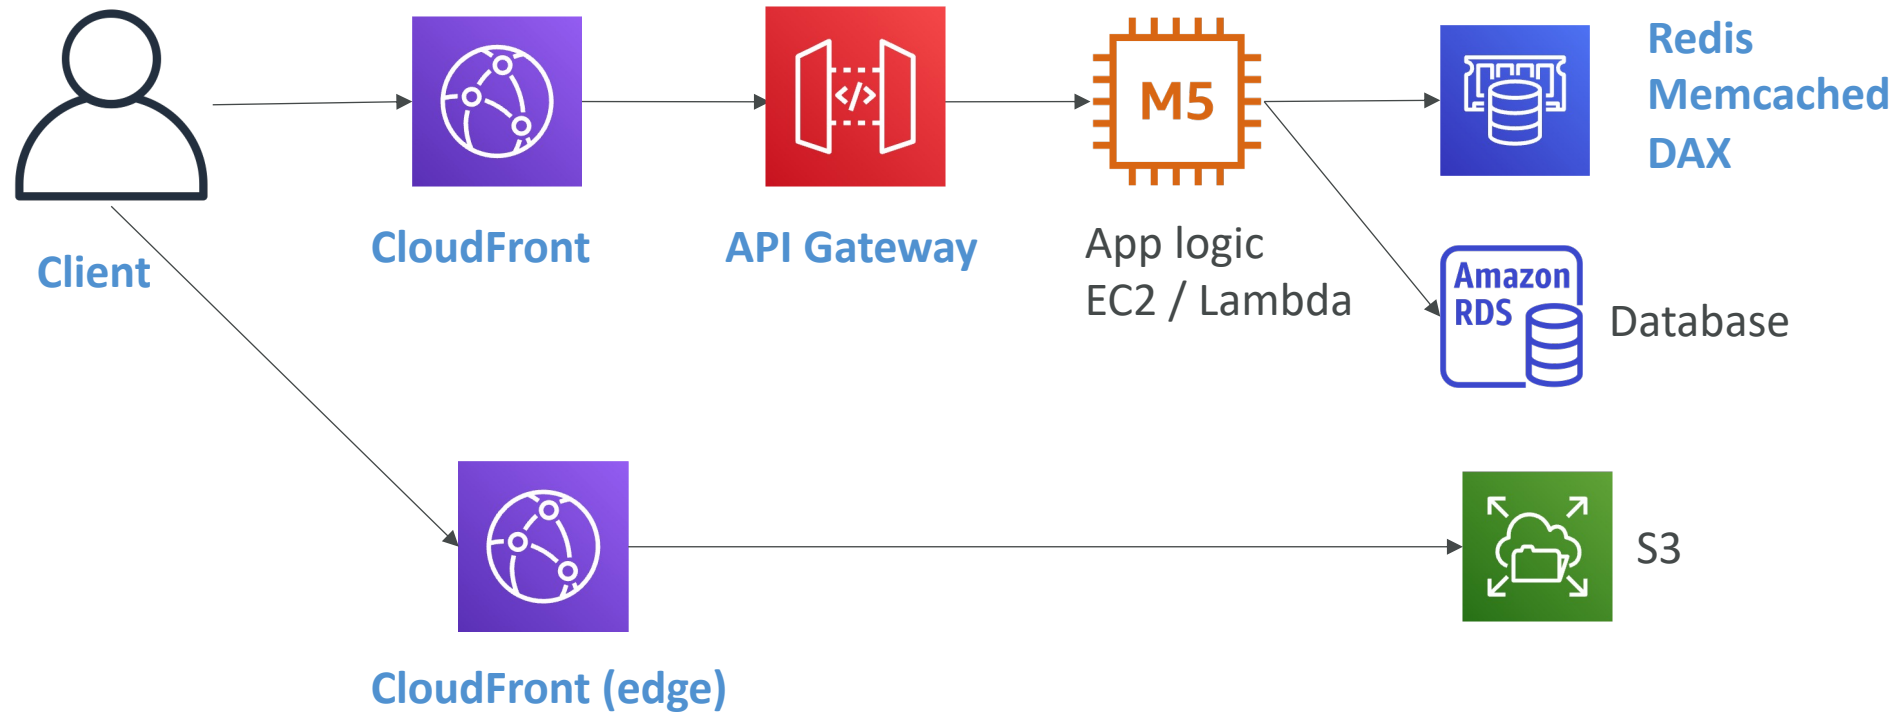 Client
CloudFront
</>
API Gateway
M5
App logic
EC2 / Lambda
Redis
Memcached
DAX
Amazon
RDS
Database
CloudFront (edge)
S3